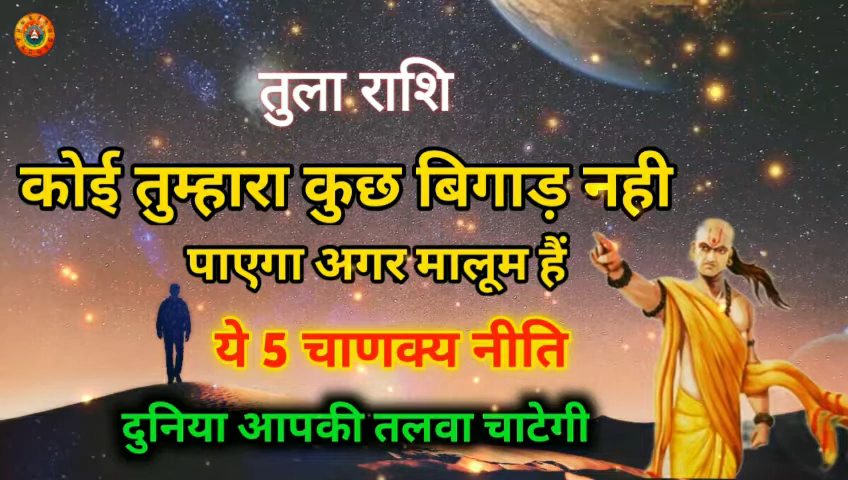 तुला राशि
कोई तुम्हारा कुछ बिगाड़ नही
पाएगा अगर मालूम हैं
ये 5 चाणक्य नीति
दुनिया आपकी तलवा चाटेगी